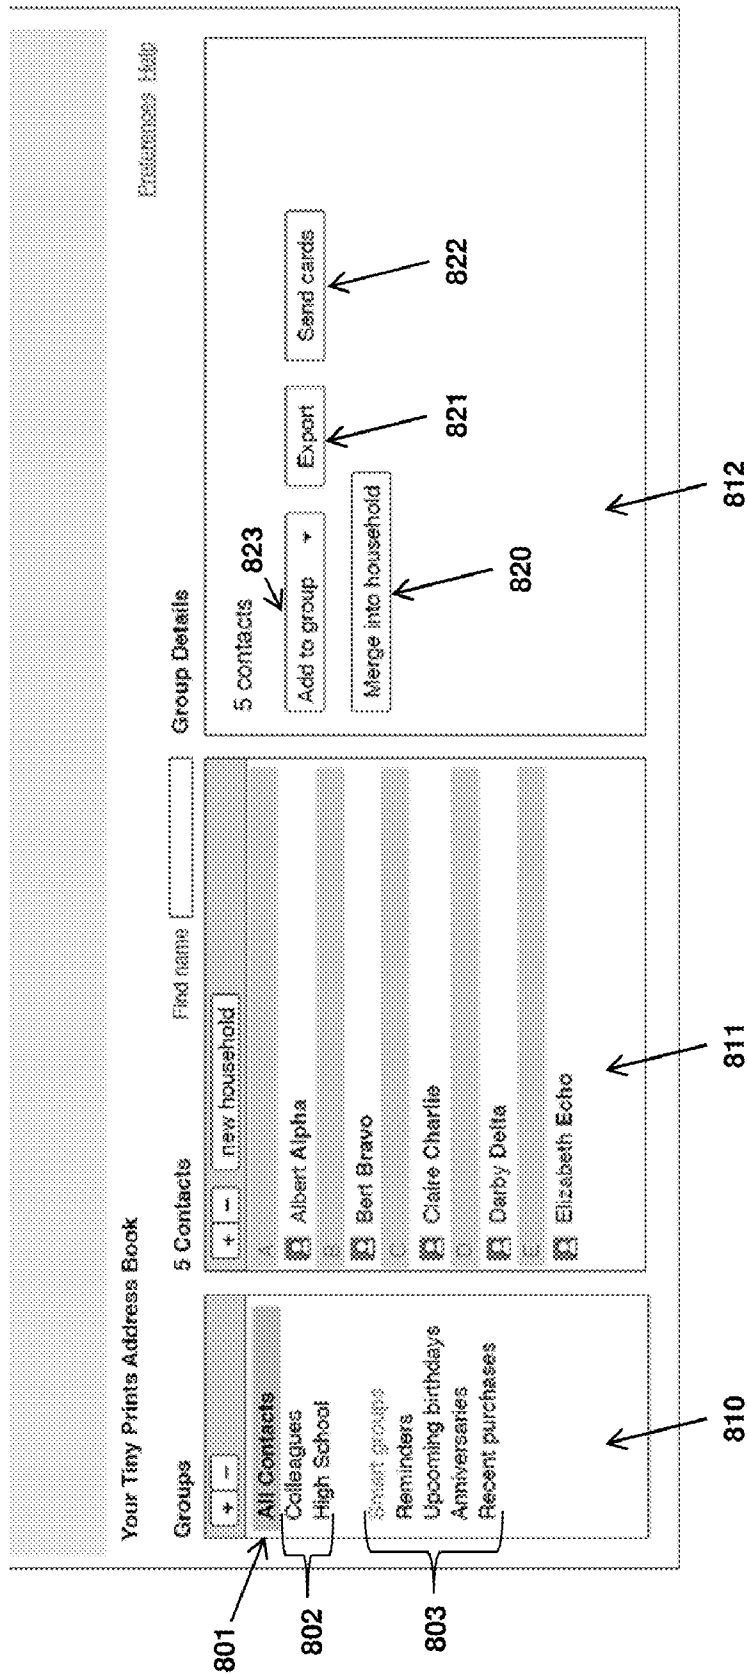 Preferences Help
Your Tiny Prints Address Book
Groups
+ −
All Contacts
Colleagues
High School
Smart groups
Reminders
Upcoming birthdays
Anniversaries
Recent purchases
5 Contacts
Find name
+ − new household
A
Albert Alpha
B
Bert Bravo
C
Claire Charlie
D
Darby Delta
E
Elizabeth Echo
Group Details
5 contacts
Add to group
Export
Send cards
Merge into household
801
802
803
810
811
812
820
821
822
823